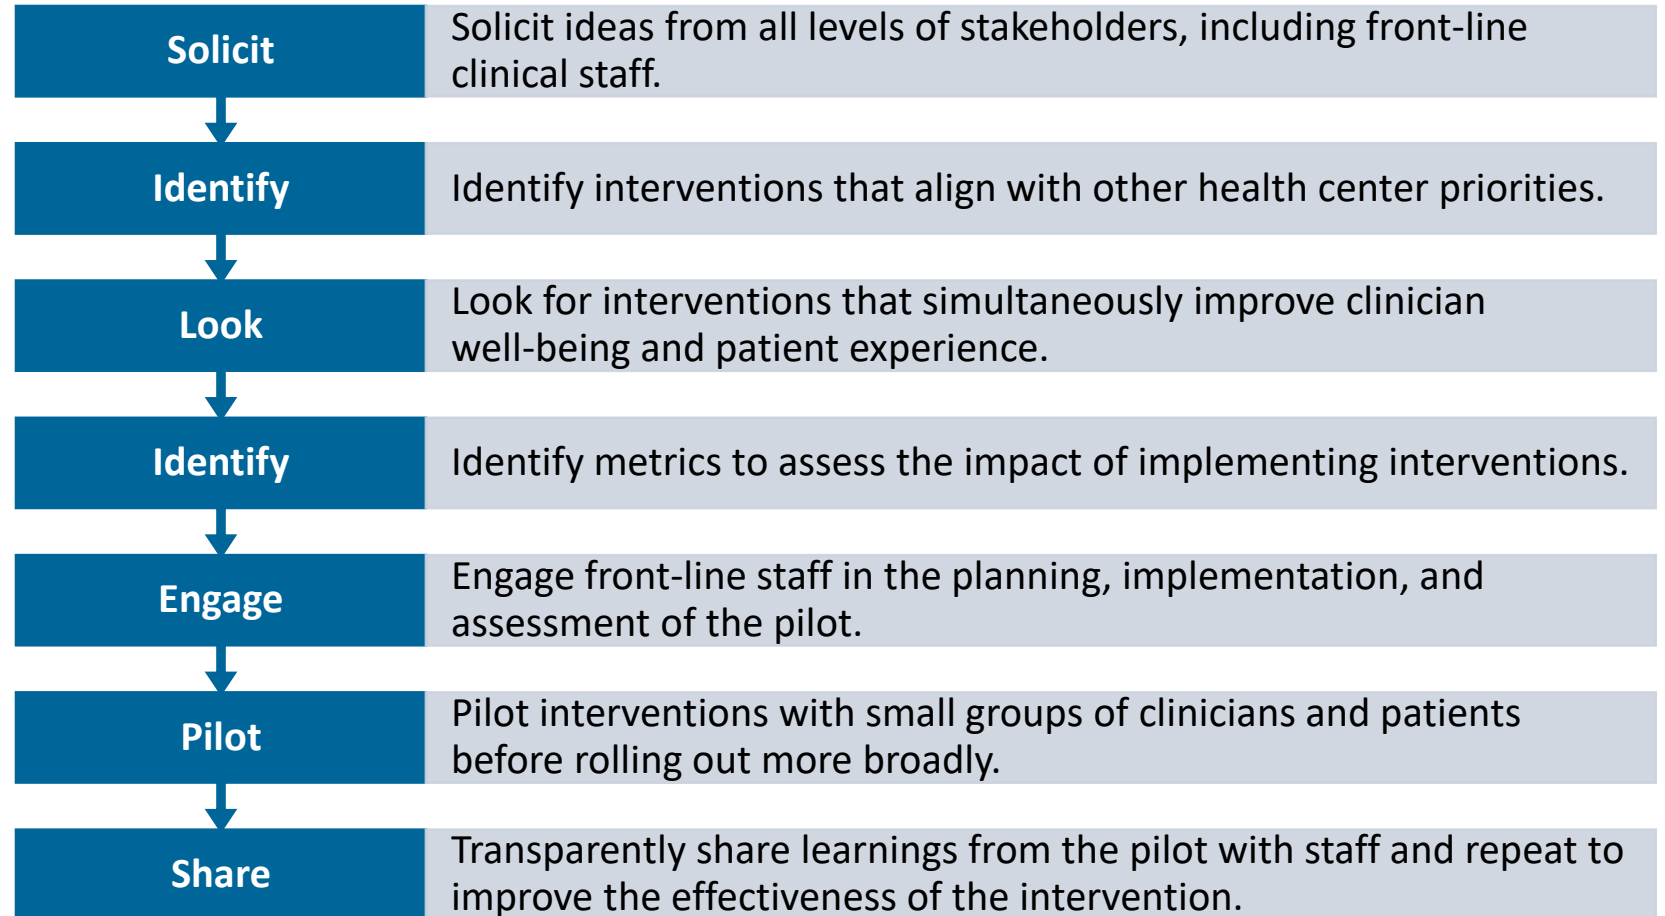 Solicit
Solicit ideas from all levels of stakeholders, including front-line
clinical staff.
Identify
Identify interventions that align with other health center priorities.
Look
Look for interventions that simultaneously improve clinician
well-being and patient experience.
Identify
Identify metrics to assess the impact of implementing interventions.
Engage
Engage front-line staff in the planning, implementation, and
assessment of the pilot.
Pilot
Pilot interventions with small groups of clinicians and patients
before rolling out more broadly.
Share
Transparently share learnings from the pilot with staff and repeat to
improve the effectiveness of the intervention.